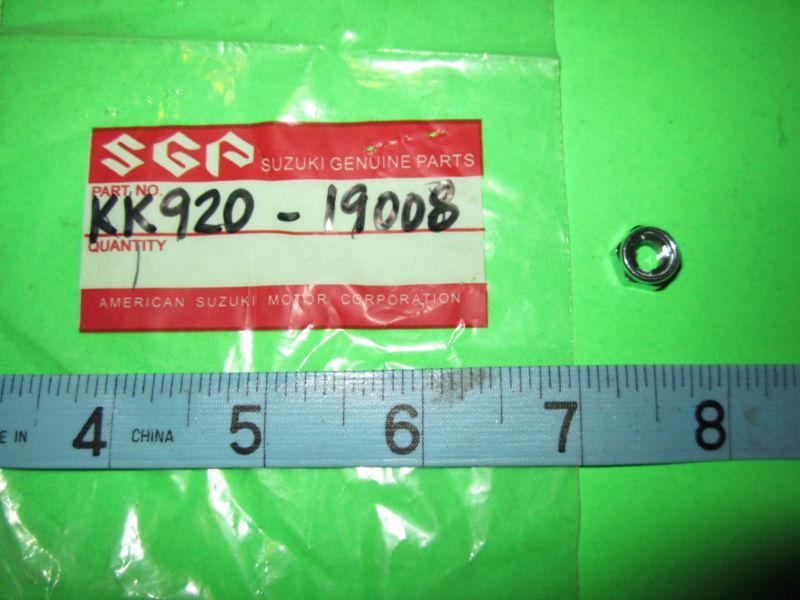 SGP SUZUKI GENUINE PARTS
PART NO.
KK920 - 19008
QUANTITY
AMERICAN SUZUKI MOTOR CORPORATION
E IN 4 CHINA 5 6 7 8